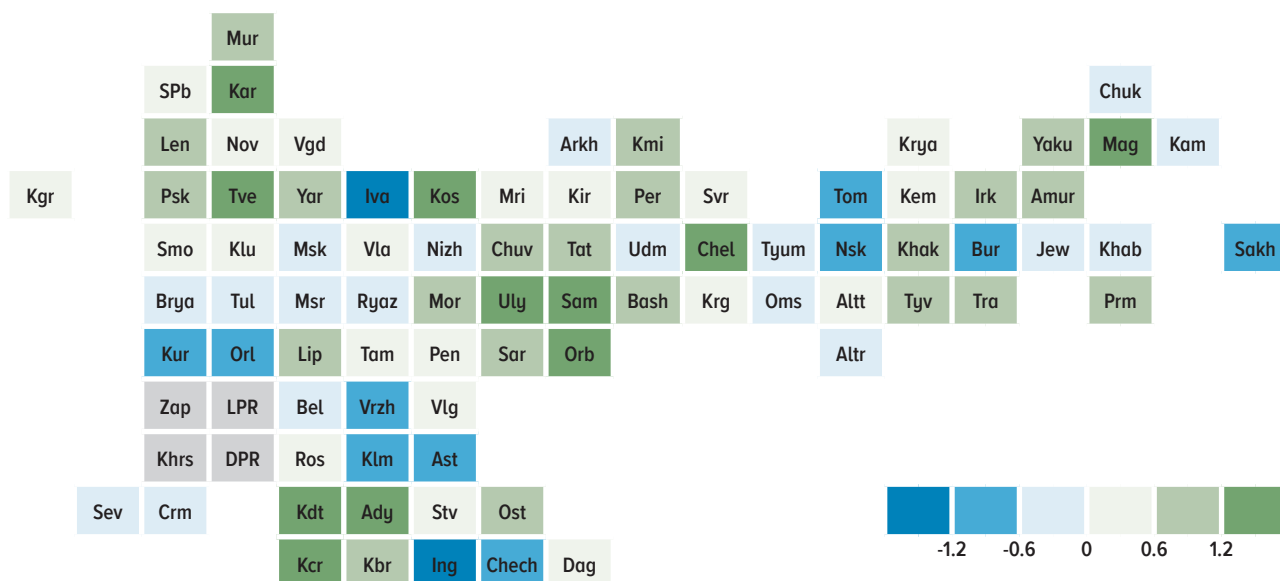 Mur
SPb Kar Chuk
Len Nov Vgd Arkh Kmi Krya Yaku Mag Kam
Kgr Psk Tve Yar Iva Kos Mri Kir Per Svr Tom Kem Irk Amur
Smo Klu Msk Vla Nizh Chuv Tat Udm Chel Tyum Nsk Khak Bur Jew Khab Sakh
Brya Tul Msr Ryaz Mor Uly Sam Bash Krg Oms Altt Tyv Tra Prm
Kur Orl Lip Tam Pen Sar Orb Altr
Zap LPR Bel Vrzh Vlg
Khrs DPR Ros Klm Ast
Sev Crm Kdt Ady Stv Ost
Kcr Kbr Ing Chech Dag
-1.2 -0.6 0 0.6 1.2